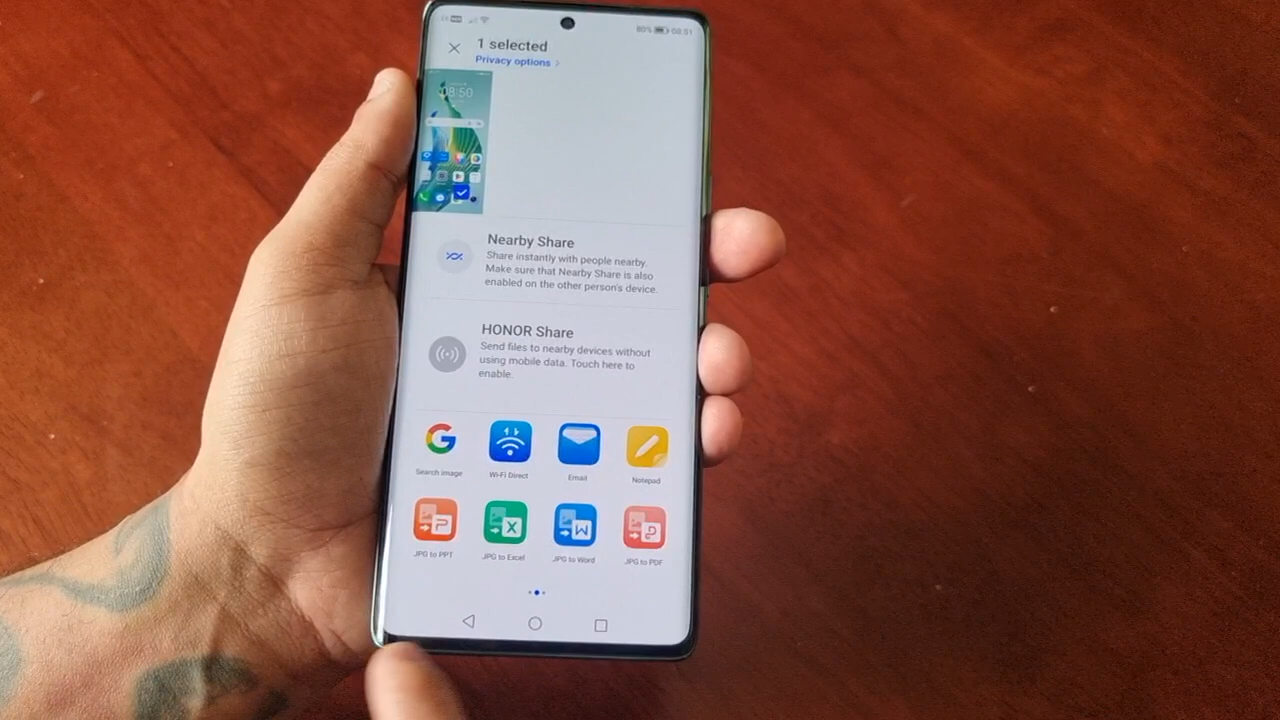 80% 08:51
1 selected
Privacy options
08:50
Nearby Share
Share instantly with people nearby.
Make sure that Nearby Share is also
enabled on the other person's device.
HONOR Share
Send files to nearby devices without
using mobile data. Touch here to
enable.
Search image Wi-Fi Direct Email Notepad
JPG to PPT JPG to Excel JPG to Word JPG to PDF